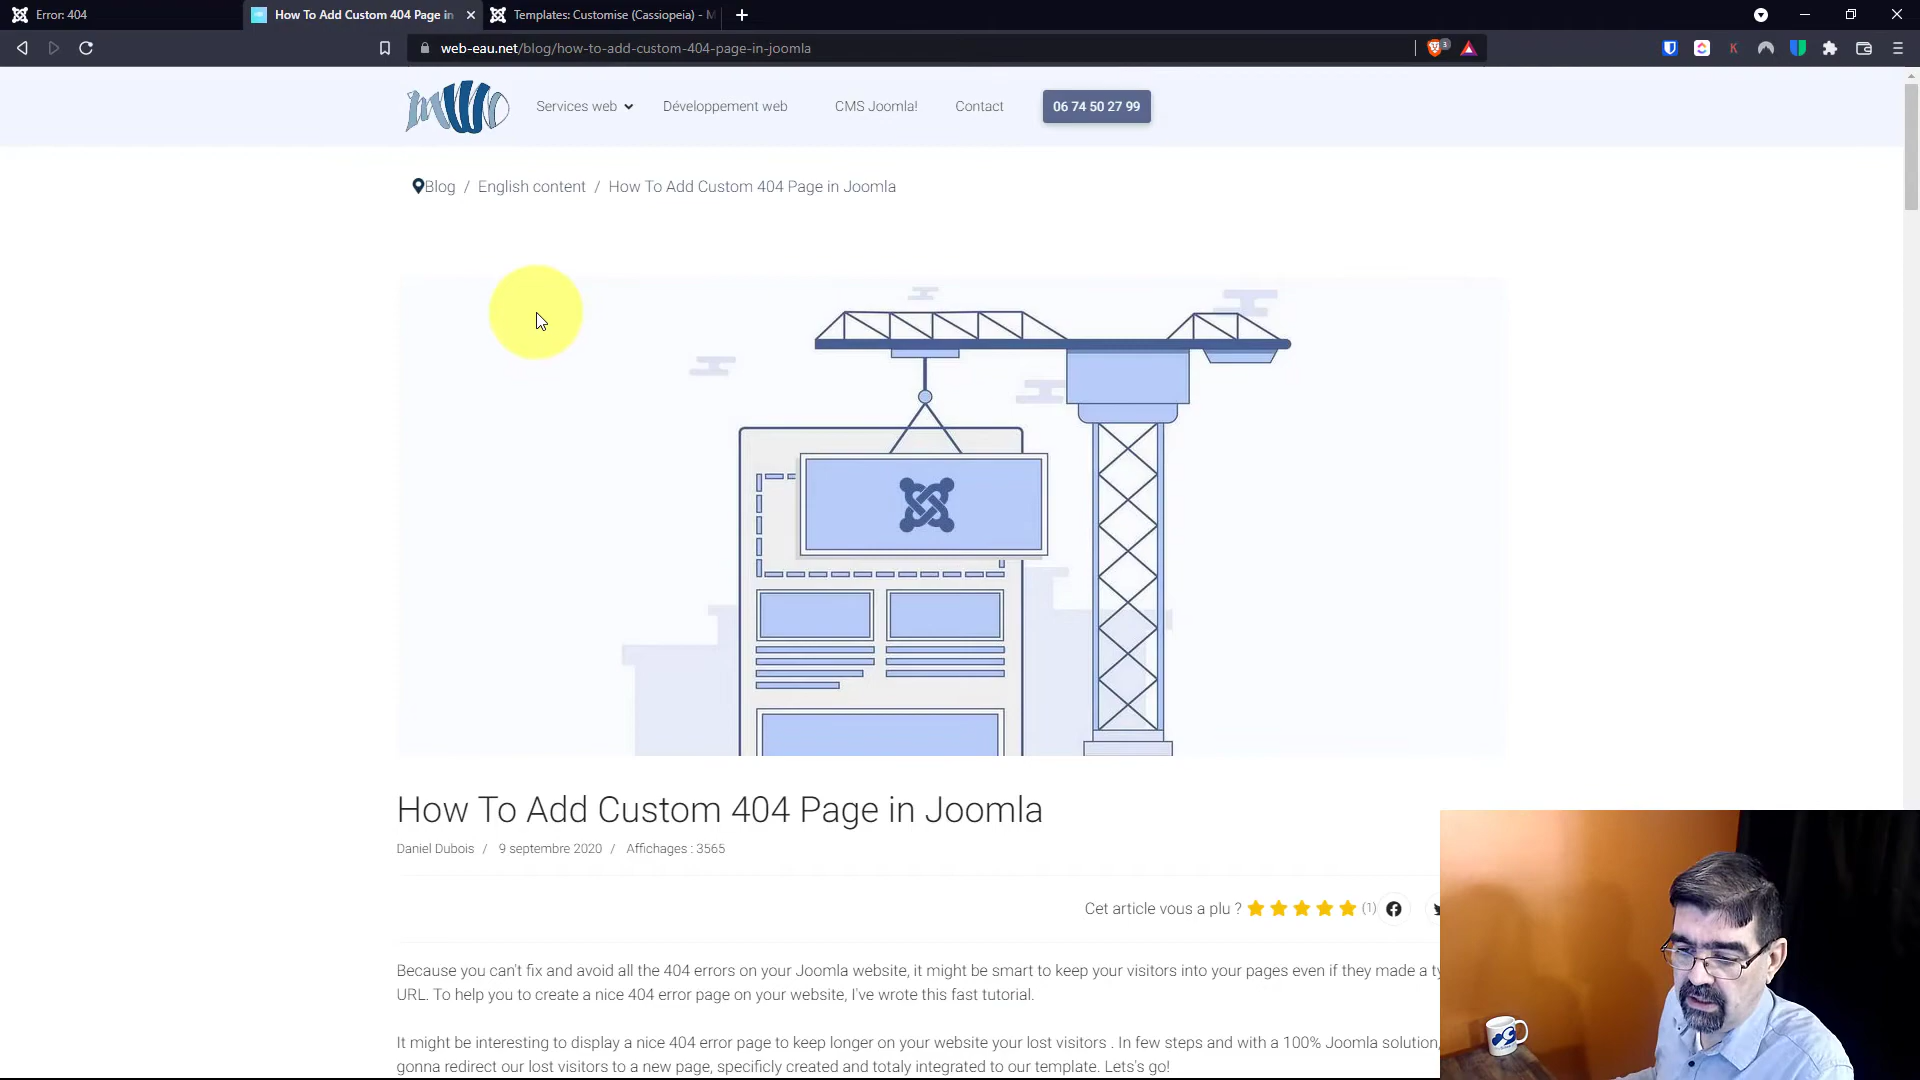 Error: 404
How To Add Custom 404 Page in
Templates: Customise (Cassiopeia) - M
web-eau.net/blog/how-to-add-custom-404-page-in-joomla
3
K
Services web
Développement web
CMS Joomla!
Contact
06 74 50 27 99
Blog / English content / How To Add Custom 404 Page in Joomla
How To Add Custom 404 Page in Joomla
Daniel Dubois / 9 septembre 2020 / Affichages : 3565
Cet article vous a plu ? (1)
Because you can't fix and avoid all the 404 errors on your Joomla website, it might be smart to keep your visitors into your pages even if they made a ty
URL. To help you to create a nice 404 error page on your website, I've wrote this fast tutorial.
It might be interesting to display a nice 404 error page to keep longer on your website your lost visitors . In few steps and with a 100% Joomla solution,
gonna redirect our lost visitors to a new page, specificly created and totaly integrated to our template. Lets's go!